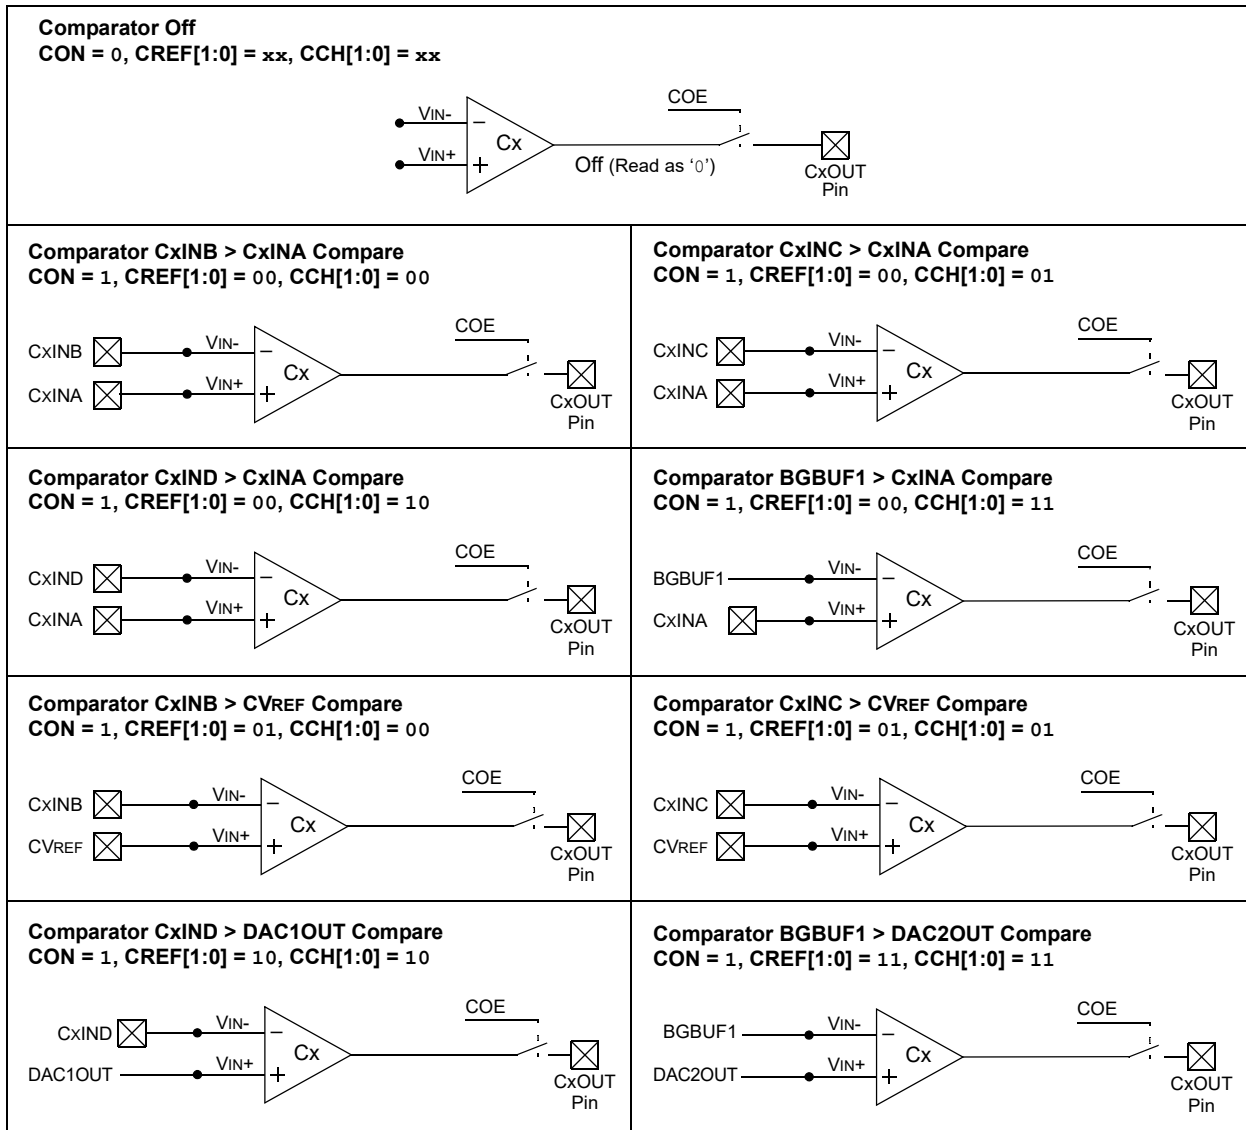 Comparator Off
CON = 0, CREF[1:0] = xx, CCH[1:0] = xx
COE
VIN-
–
Cx
VIN+
+
Off (Read as ‘0’)
CxOUT
Pin
Comparator CxINB > CxINA Compare
CON = 1, CREF[1:0] = 00, CCH[1:0] = 00
COE
CxINB
VIN-
–
Cx
CxINA
VIN+
+
CxOUT
Pin
Comparator CxINC > CxINA Compare
CON = 1, CREF[1:0] = 00, CCH[1:0] = 01
COE
CxINC
VIN-
–
Cx
CxINA
VIN+
+
CxOUT
Pin
Comparator CxIND > CxINA Compare
CON = 1, CREF[1:0] = 00, CCH[1:0] = 10
COE
CxIND
VIN-
–
Cx
CxINA
VIN+
+
CxOUT
Pin
Comparator BGBUF1 > CxINA Compare
CON = 1, CREF[1:0] = 00, CCH[1:0] = 11
COE
BGBUF1
VIN-
–
Cx
CxINA
VIN+
+
CxOUT
Pin
Comparator CxINB > CVREF Compare
CON = 1, CREF[1:0] = 01, CCH[1:0] = 00
COE
CxINB
VIN-
–
Cx
CVREF
VIN+
+
CxOUT
Pin
Comparator CxINC > CVREF Compare
CON = 1, CREF[1:0] = 01, CCH[1:0] = 01
COE
CxINC
VIN-
–
Cx
CVREF
VIN+
+
CxOUT
Pin
Comparator CxIND > DAC1OUT Compare
CON = 1, CREF[1:0] = 10, CCH[1:0] = 10
COE
CxIND
VIN-
–
Cx
DAC1OUT
VIN+
+
CxOUT
Pin
Comparator BGBUF1 > DAC2OUT Compare
CON = 1, CREF[1:0] = 11, CCH[1:0] = 11
COE
BGBUF1
VIN-
–
Cx
DAC2OUT
VIN+
+
CxOUT
Pin